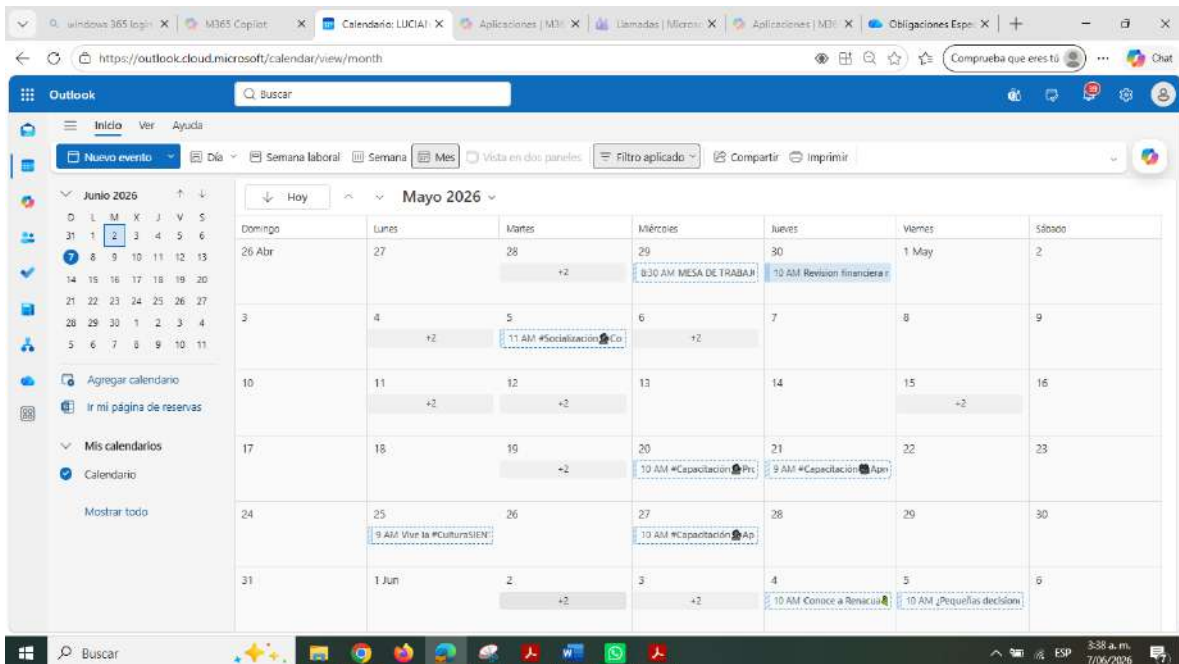 windows 365 login
M365 Copilot
Calendario: LUCIAI
Aplicaciones | M3
Llamadas | Micros
Aplicaciones | M3
Obligaciones Espe
https://outlook.cloud.microsoft/calendar/view/month
Comprueba que eres tú
Chat
Outlook
Buscar
Inicio Ver Ayuda
Nuevo evento
Día
Semana laboral
Semana
Mes
Vista en dos paneles
Filtro aplicado
Compartir
Imprimir
Junio 2026
D L M X J V S
31 1 2 3 4 5 6
7 8 9 10 11 12 13
14 15 16 17 18 19 20
21 22 23 24 25 26 27
28 29 30 1 2 3 4
5 6 7 8 9 10 11
Agregar calendario
Ir mi página de reservas
Mis calendarios
Calendario
Mostrar todo
Hoy
Mayo 2026
Domingo Lunes Martes Miércoles Jueves Viernes Sábado
26 Abr 27 28 29 30 1 May 2
+2 8:30 AM MESA DE TRABAJ 10 AM Revision financiera r
3 4 5 6 7 8 9
+2 11 AM #Socialización Co +2
10 11 12 13 14 15 16
+2 +2 +2
17 18 19 20 21 22 23
+2 10 AM #Capacitación Pro 9 AM #Capacitación Apr
24 25 26 27 28 29 30
9 AM Vive la #CulturaSIEN 10 AM #Capacitación Ap
31 1 Jun 2 3 4 5 6
+2 +2 10 AM Conoce a Renacua 10 AM ¿Pequeñas decision
Buscar
ESP
3:38 a. m.
7/06/2026